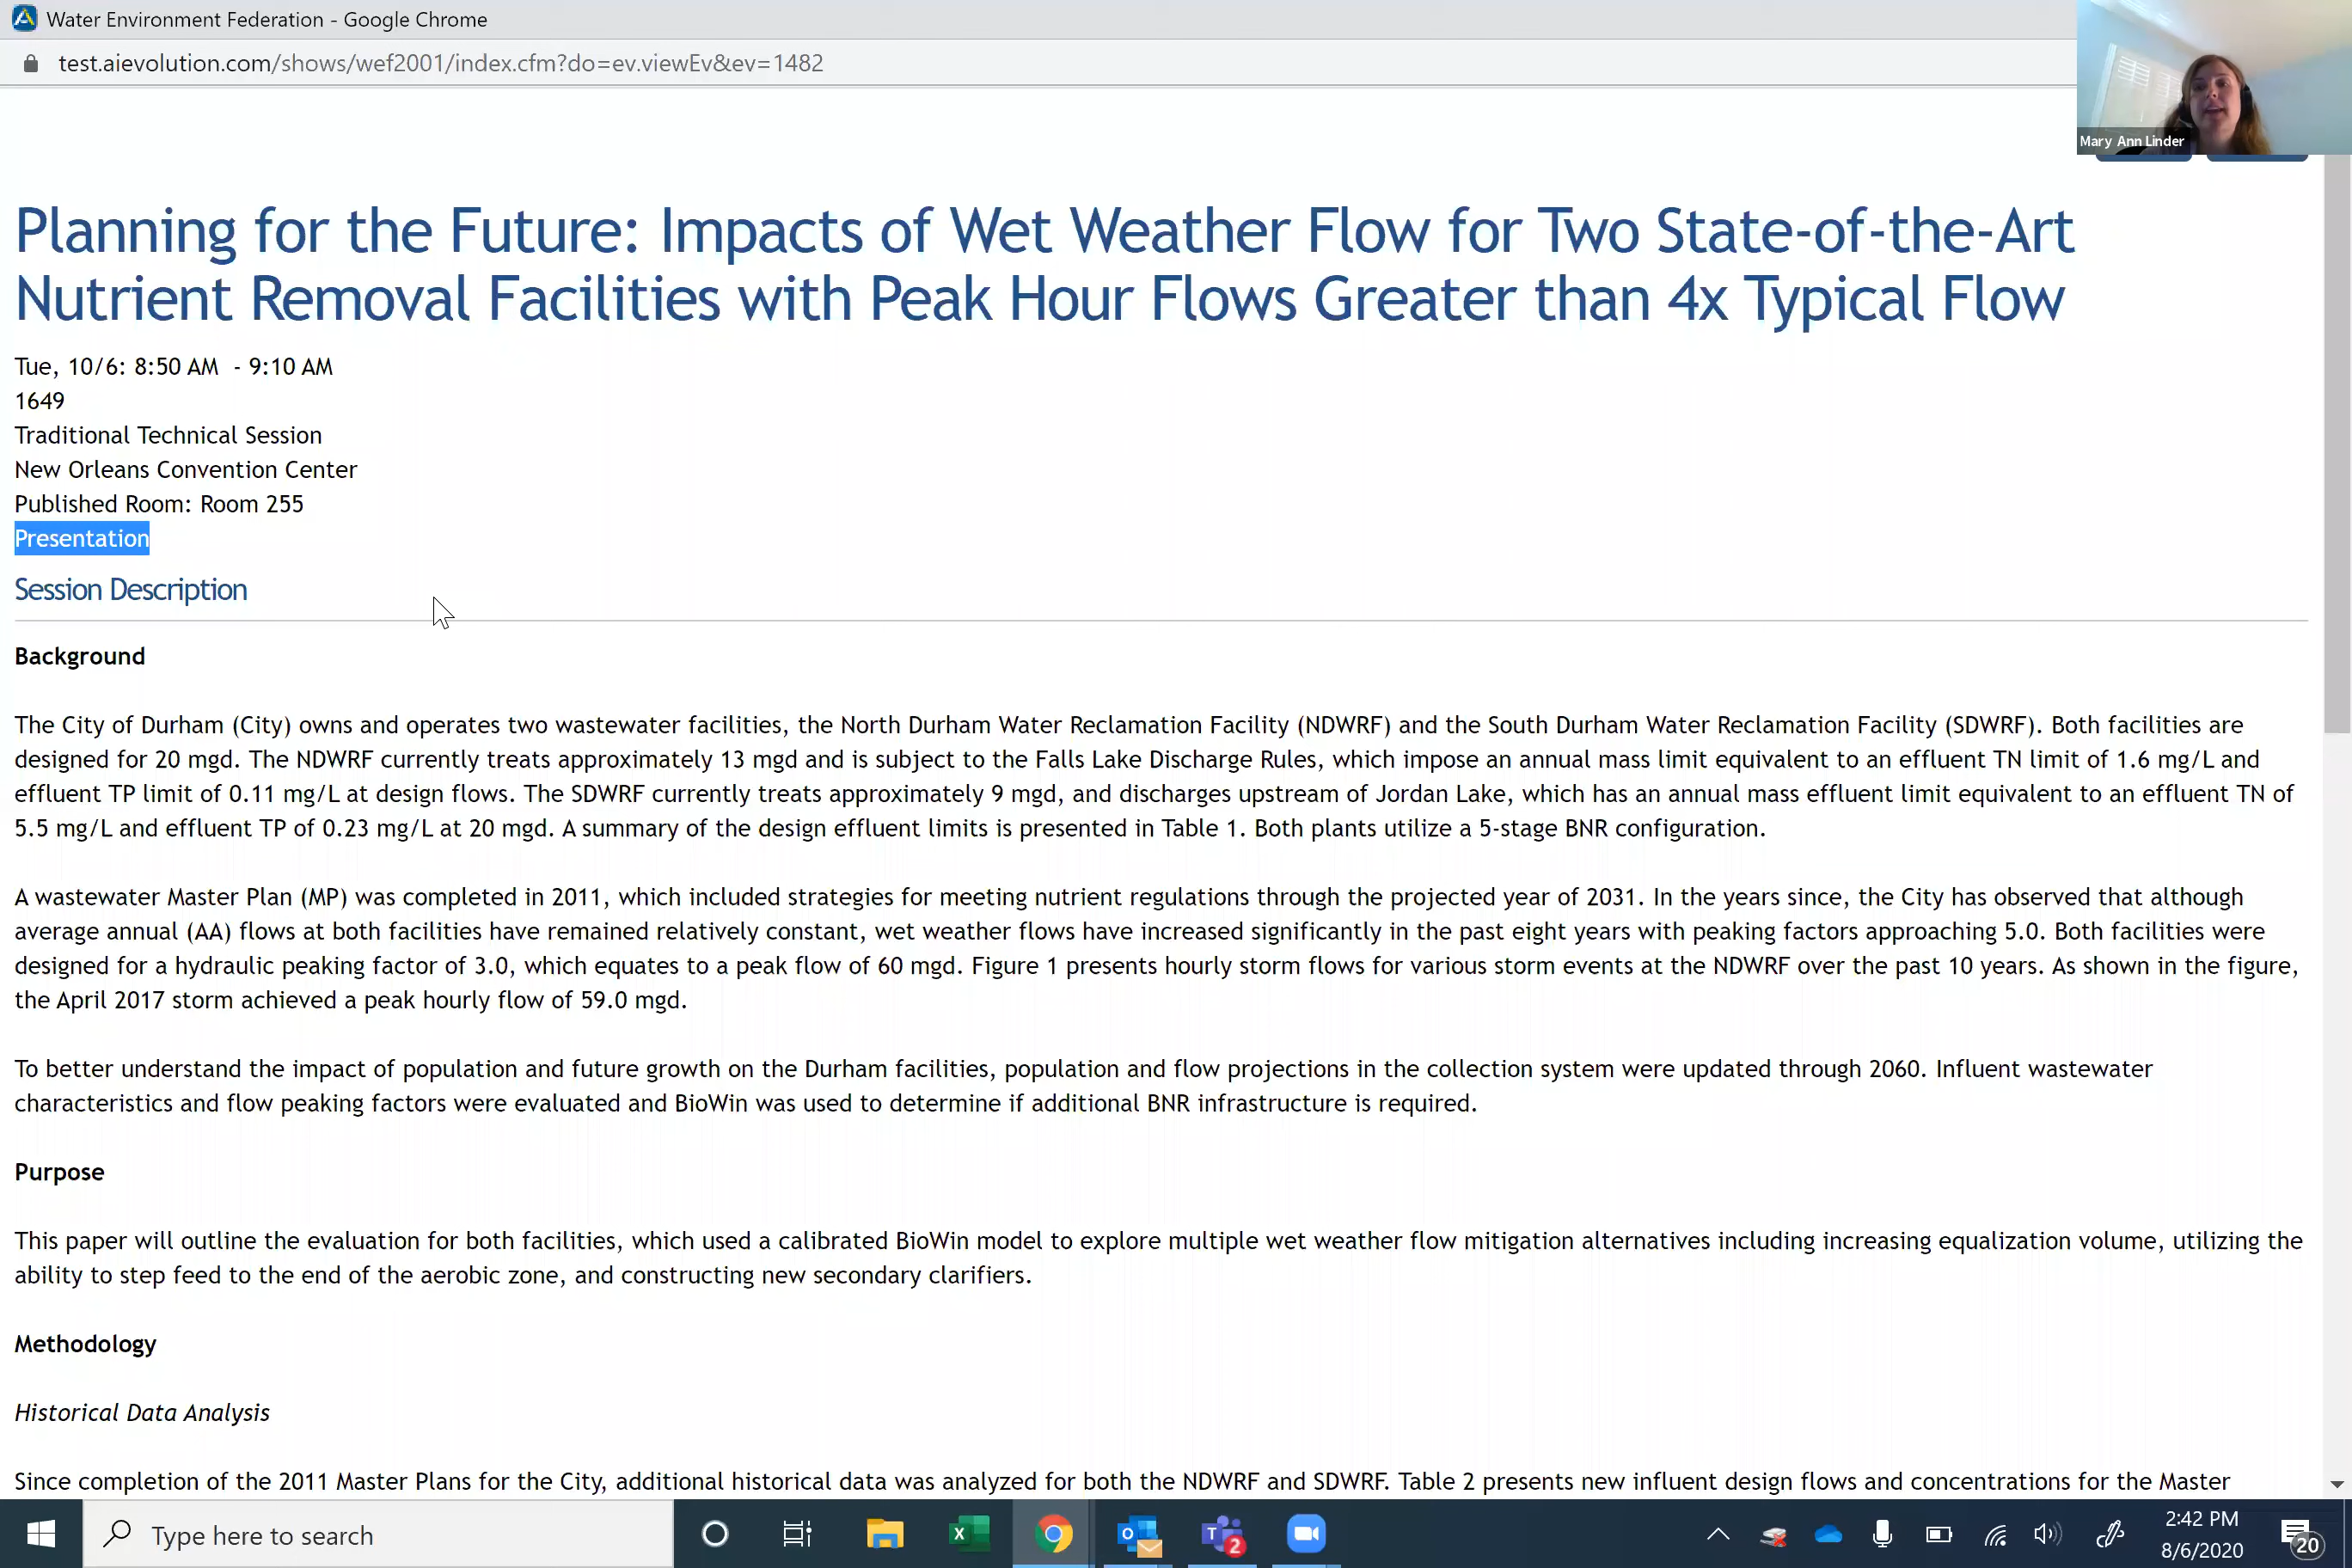 Water Environment Federation - Google Chrome
test.aievolution.com/shows/wef2001/index.cfm?do=ev.viewEv&ev=1482
Mary Ann Linder
Planning for the Future: Impacts of Wet Weather Flow for Two State-of-the-Art
Nutrient Removal Facilities with Peak Hour Flows Greater than 4x Typical Flow
Tue, 10/6: 8:50 AM - 9:10 AM
1649
Traditional Technical Session
New Orleans Convention Center
Published Room: Room 255
Presentation
Session Description
Background
The City of Durham (City) owns and operates two wastewater facilities, the North Durham Water Reclamation Facility (NDWRF) and the South Durham Water Reclamation Facility (SDWRF). Both facilities are
designed for 20 mgd. The NDWRF currently treats approximately 13 mgd and is subject to the Falls Lake Discharge Rules, which impose an annual mass limit equivalent to an effluent TN limit of 1.6 mg/L and
effluent TP limit of 0.11 mg/L at design flows. The SDWRF currently treats approximately 9 mgd, and discharges upstream of Jordan Lake, which has an annual mass effluent limit equivalent to an effluent TN of
5.5 mg/L and effluent TP of 0.23 mg/L at 20 mgd. A summary of the design effluent limits is presented in Table 1. Both plants utilize a 5-stage BNR configuration.
A wastewater Master Plan (MP) was completed in 2011, which included strategies for meeting nutrient regulations through the projected year of 2031. In the years since, the City has observed that although
average annual (AA) flows at both facilities have remained relatively constant, wet weather flows have increased significantly in the past eight years with peaking factors approaching 5.0. Both facilities were
designed for a hydraulic peaking factor of 3.0, which equates to a peak flow of 60 mgd. Figure 1 presents hourly storm flows for various storm events at the NDWRF over the past 10 years. As shown in the figure,
the April 2017 storm achieved a peak hourly flow of 59.0 mgd.
To better understand the impact of population and future growth on the Durham facilities, population and flow projections in the collection system were updated through 2060. Influent wastewater
characteristics and flow peaking factors were evaluated and BioWin was used to determine if additional BNR infrastructure is required.
Purpose
This paper will outline the evaluation for both facilities, which used a calibrated BioWin model to explore multiple wet weather flow mitigation alternatives including increasing equalization volume, utilizing the
ability to step feed to the end of the aerobic zone, and constructing new secondary clarifiers.
Methodology
Historical Data Analysis
Since completion of the 2011 Master Plans for the City, additional historical data was analyzed for both the NDWRF and SDWRF. Table 2 presents new influent design flows and concentrations for the Master
Type here to search
2
2:42 PM
8/6/2020
20